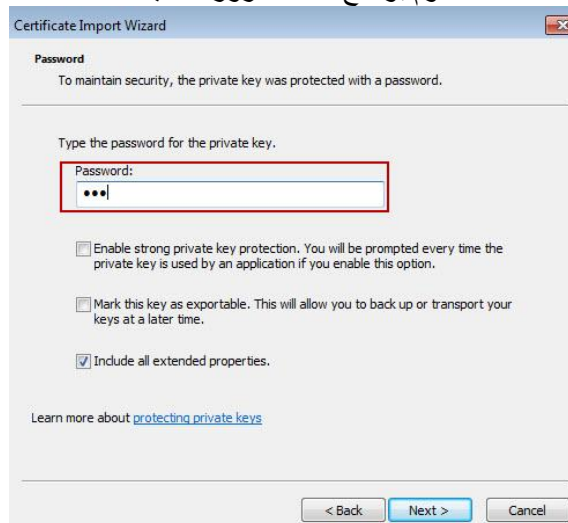 Certificate Import Wizard
Password
To maintain security, the private key was protected with a password.
Type the password for the private key.
Password:
•••
Enable strong private key protection. You will be prompted every time the
private key is used by an application if you enable this option.
Mark this key as exportable. This will allow you to back up or transport your
keys at a later time.
Include all extended properties.
Learn more about protecting private keys
< Back
Next >
Cancel